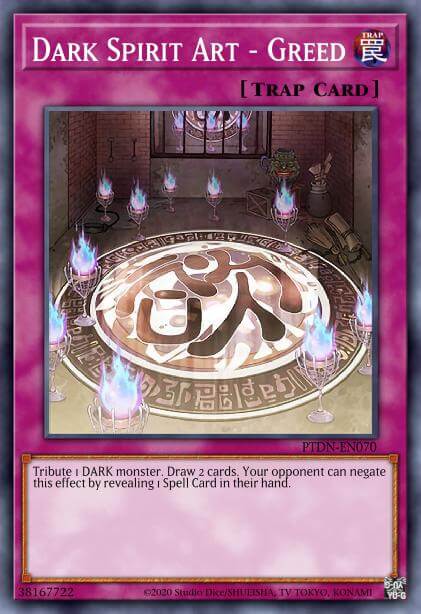 DARK SPIRIT ART - GREED
TRAP
罠
[TRAP CARD]
欲
PTDN-EN070
Tribute 1 DARK monster. Draw 2 cards. Your opponent can negate
this effect by revealing 1 Spell Card in their hand.
38167722
©2020 Studio Dice/SHUEISHA, TV TOKYO, KONAMI